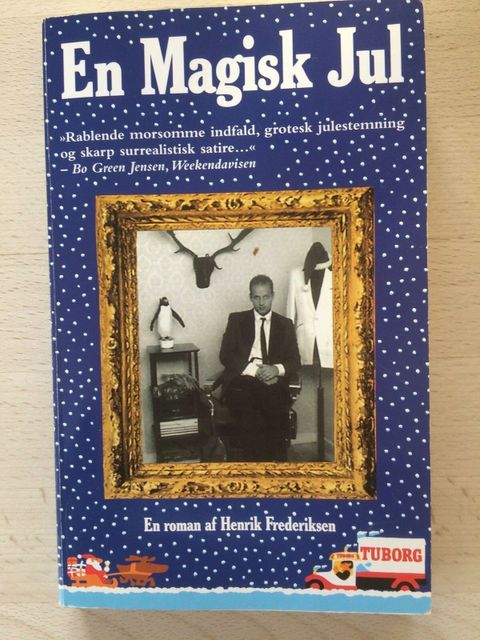 En Magisk Jul
»Rablende morsomme indfald, grotesk julestemning
og skarp surrealistisk satire...«
– Bo Green Jensen, Weekendavisen
En roman af Henrik Frederiksen
TUBORG
TUBORG